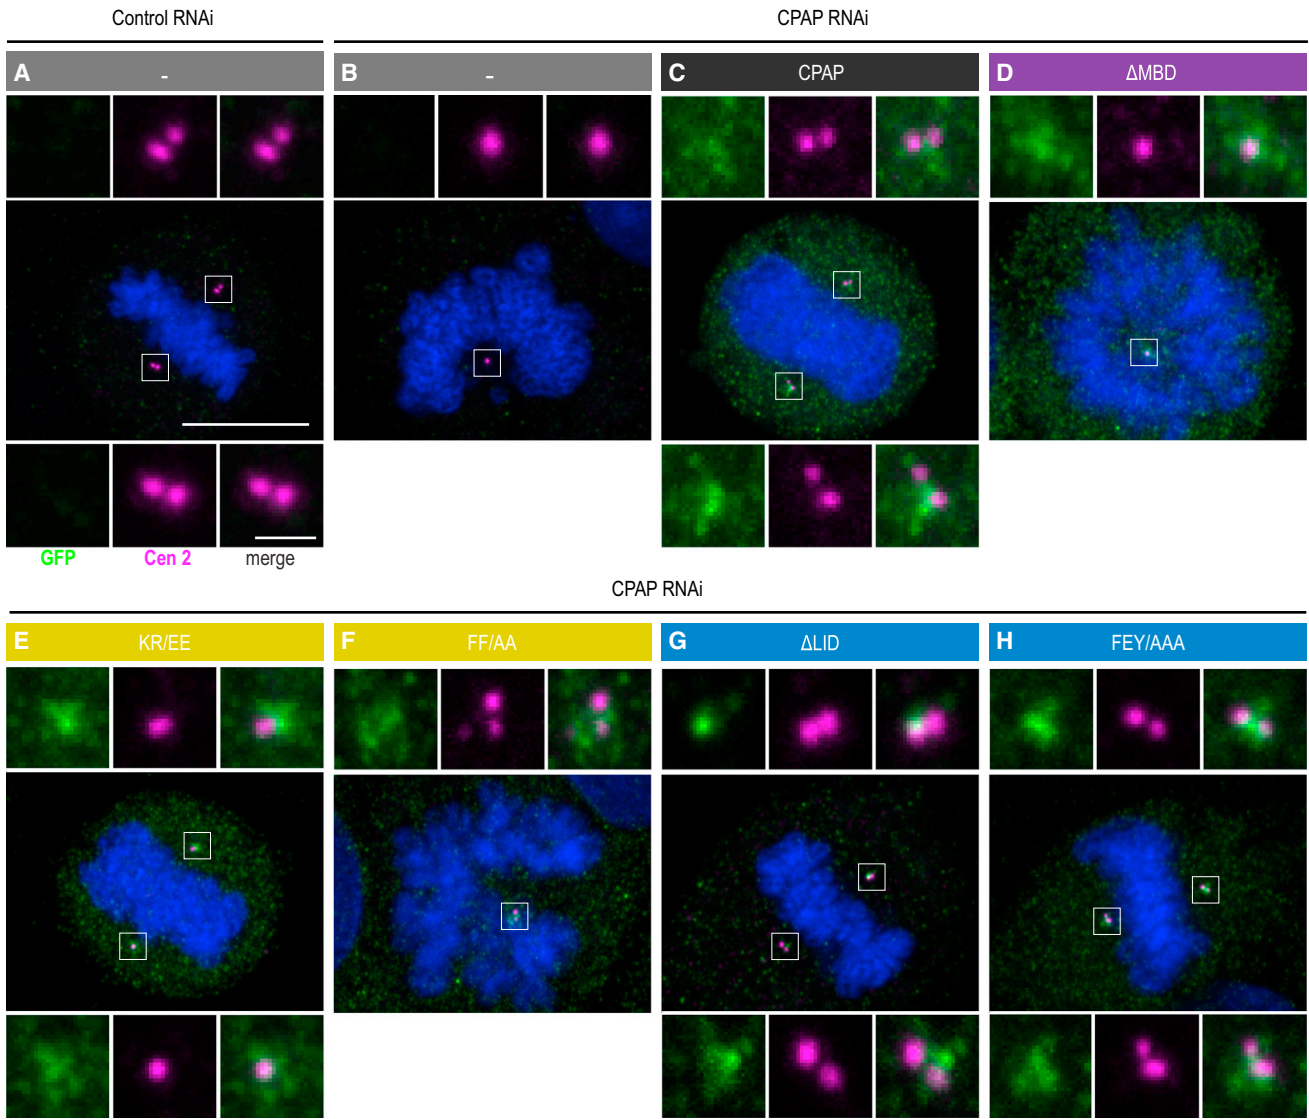 Control RNAi
CPAP RNAi
A -
B -
C CPAP
D ΔMBD
GFP Cen 2 merge
CPAP RNAi
E KR/EE
F FF/AA
G ΔLID
H FEY/AAA